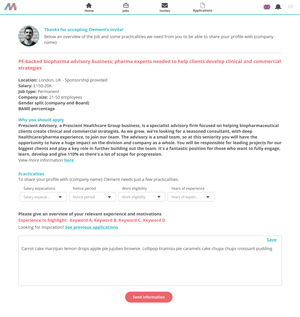 Home
Jobs
Invites
Applications
Thanks for accepting Clement's invite!
Below an overview of the job and some practicalities we need from you to be able to share your profile with (company name)
PE-backed biopharma advisory business; pharma experts needed to help clients develop clinical and commercial strategies
Location: London, UK - Sponsorship provided
Salary: £150-20K
Job type: Permanent
Company size: 21-50 employees
Gender split (company and Board)
BAME percentage
Why you should apply
Prescient Advisory, a Prescient Healthcare Group business, is a specialist advisory firm focused on helping biopharmaceutical clients create clinical and commercial strategies. As we grow, we're looking for a seasoned consultant, with deep healthcare/pharma experience, to join our team. The advisory is a small team, so at this seniority you will have the opportunity to have a huge impact on the division and company as a whole. You will be responsible for leading projects for our biggest clients and play a key role in further building out the team. It's a fantastic position for those who want to fully engage, learn, develop and give 110% as there's a lot of scope for progression.
View more information here
Practicalities
To share your profile with (company name) Clement needs just a few practicalities.
Salary expecations
Notice period
Work eligibility
Years of experience
Salary expecat...
Notice period
Work eligibility
Years of experi...
Please give an overview of your relevant experience and motivations
Experience to highlight : Keyword A, Keyword B, Keyword C, Keyword D
Looking for inspiration? See previous applications
Save
Carrot cake marzipan lemon drops apple pie jujubes brownie. Lollipop tiramisu pie caramels cake chupa chups croissant pudding
Send information